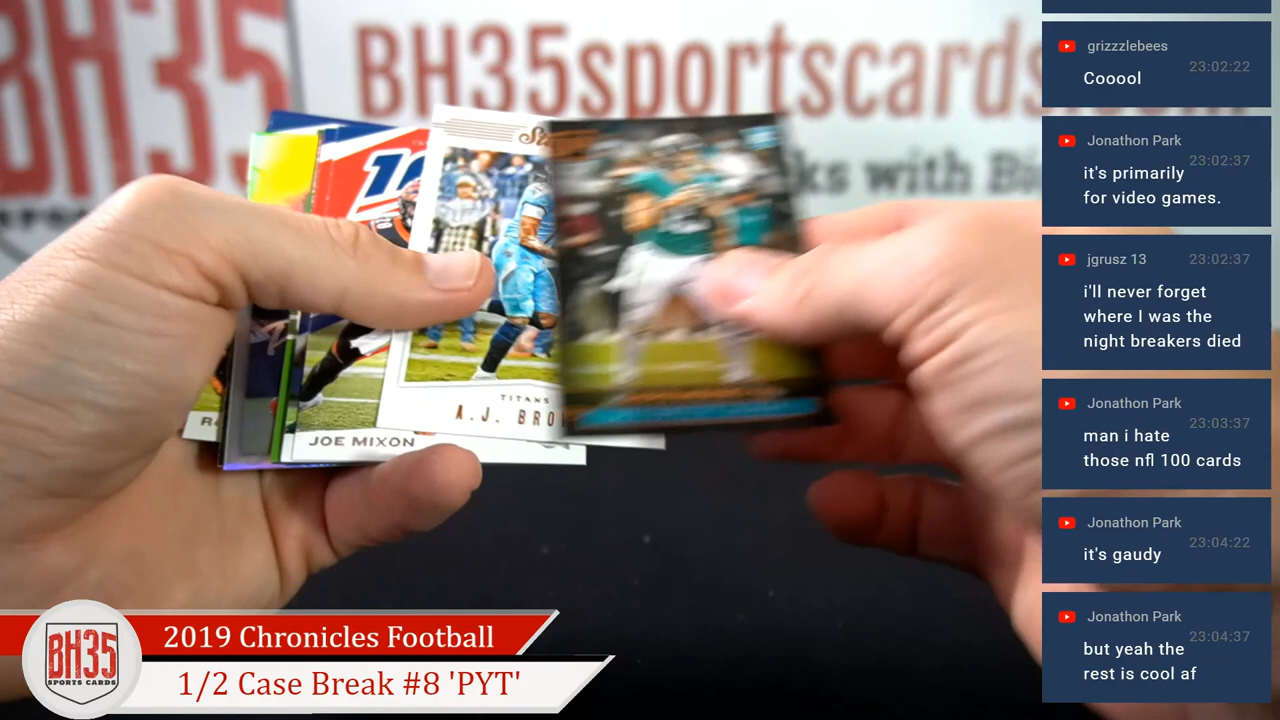 BH35
BH35sportscards.
ks with Bi
TITANS
A.J. BRO
JOE MIXON
2019 Chronicles Football
1/2 Case Break #8 'PYT'
BH35
SPORTS CARDS
grizzzlebees
23:02:22
Cooool
Jonathon Park
23:02:37
it's primarily
for video games.
jgrusz 13
23:02:37
i'll never forget
where I was the
night breakers died
Jonathon Park
23:03:37
man i hate
those nfl 100 cards
Jonathon Park
23:04:22
it's gaudy
Jonathon Park
23:04:37
but yeah the
rest is cool af